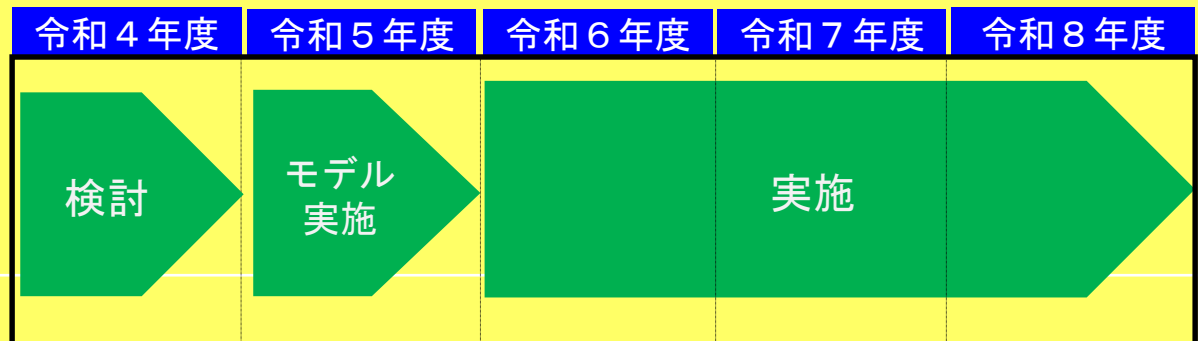 令和４年度
令和５年度
令和６年度
令和７年度
令和８年度
検討
モデル
実施
実施